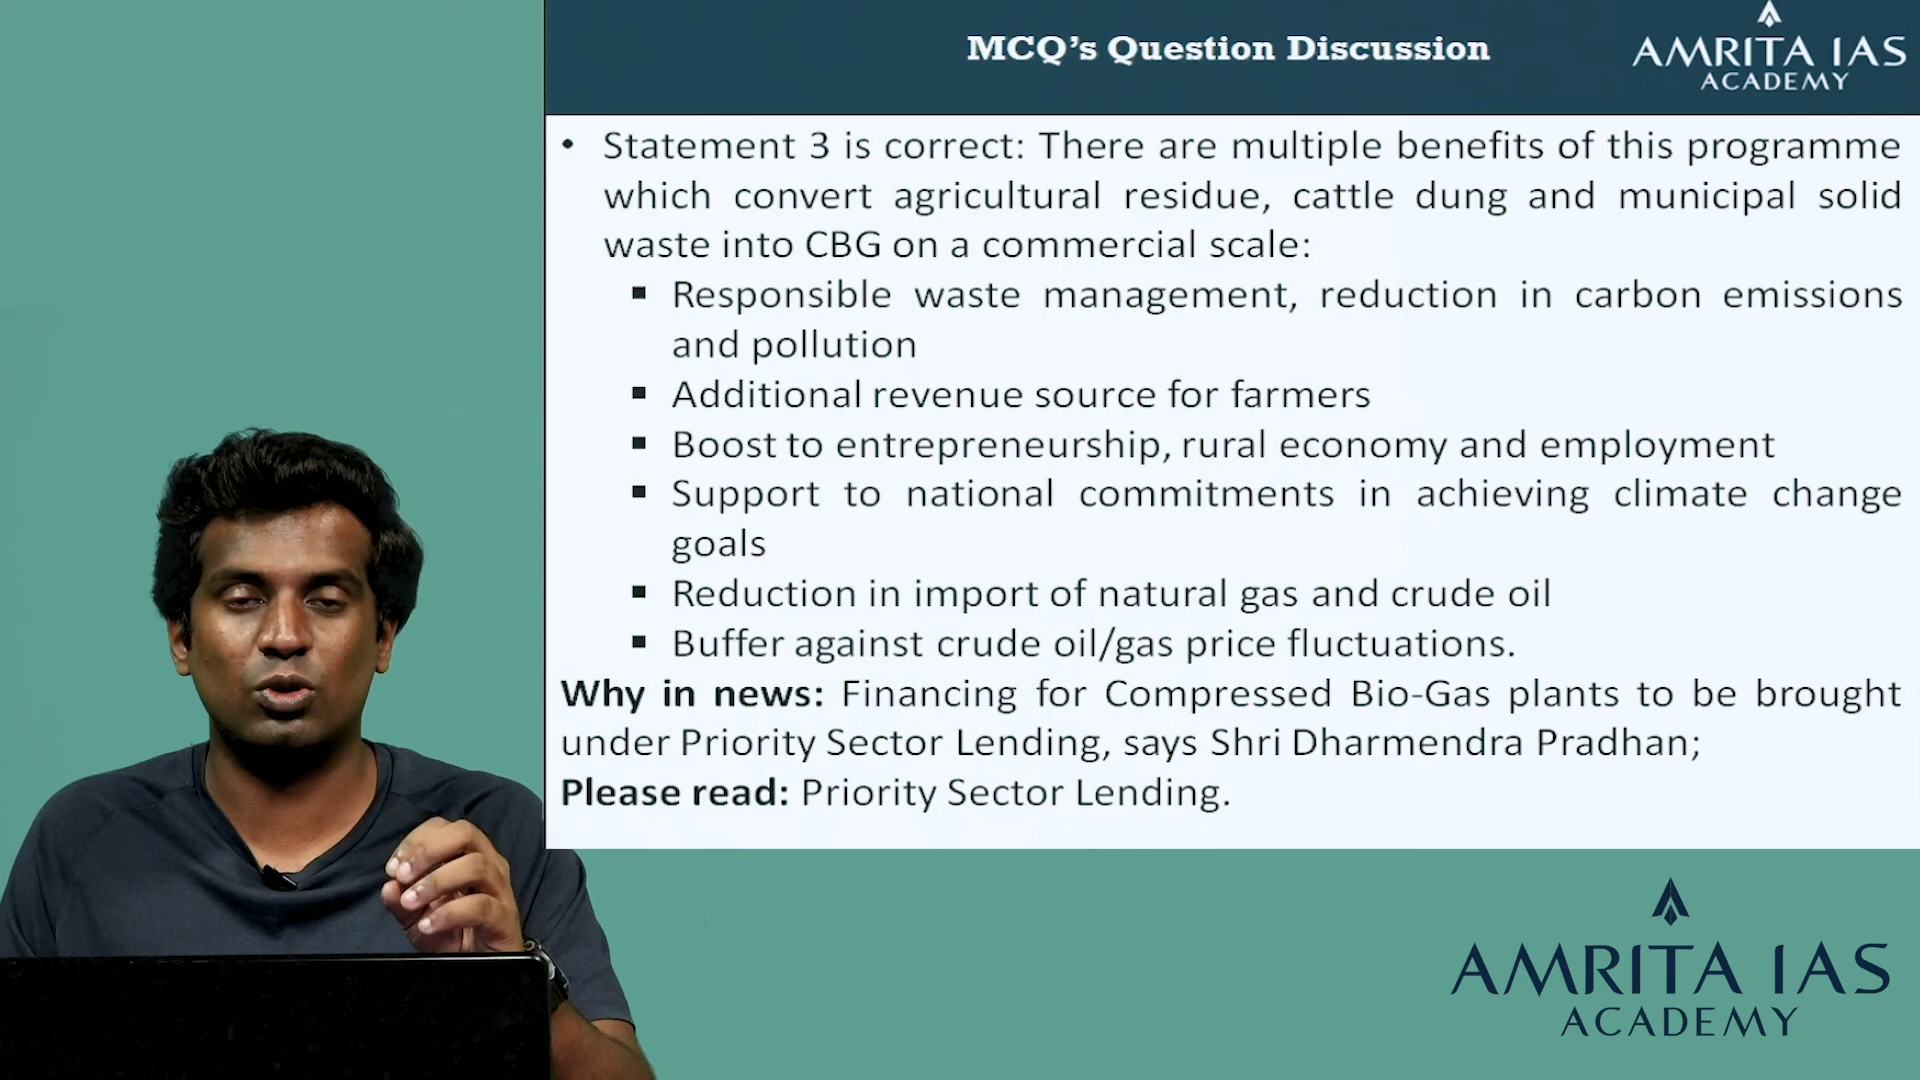 MCQ’s Question Discussion
AMRITA IAS
ACADEMY
• Statement 3 is correct: There are multiple benefits of this programme
which convert agricultural residue, cattle dung and municipal solid
waste into CBG on a commercial scale:
▪ Responsible waste management, reduction in carbon emissions
and pollution
▪ Additional revenue source for farmers
▪ Boost to entrepreneurship, rural economy and employment
▪ Support to national commitments in achieving climate change
goals
▪ Reduction in import of natural gas and crude oil
▪ Buffer against crude oil/gas price fluctuations.
Why in news: Financing for Compressed Bio-Gas plants to be brought
under Priority Sector Lending, says Shri Dharmendra Pradhan;
Please read: Priority Sector Lending.
AMRITA IAS
ACADEMY